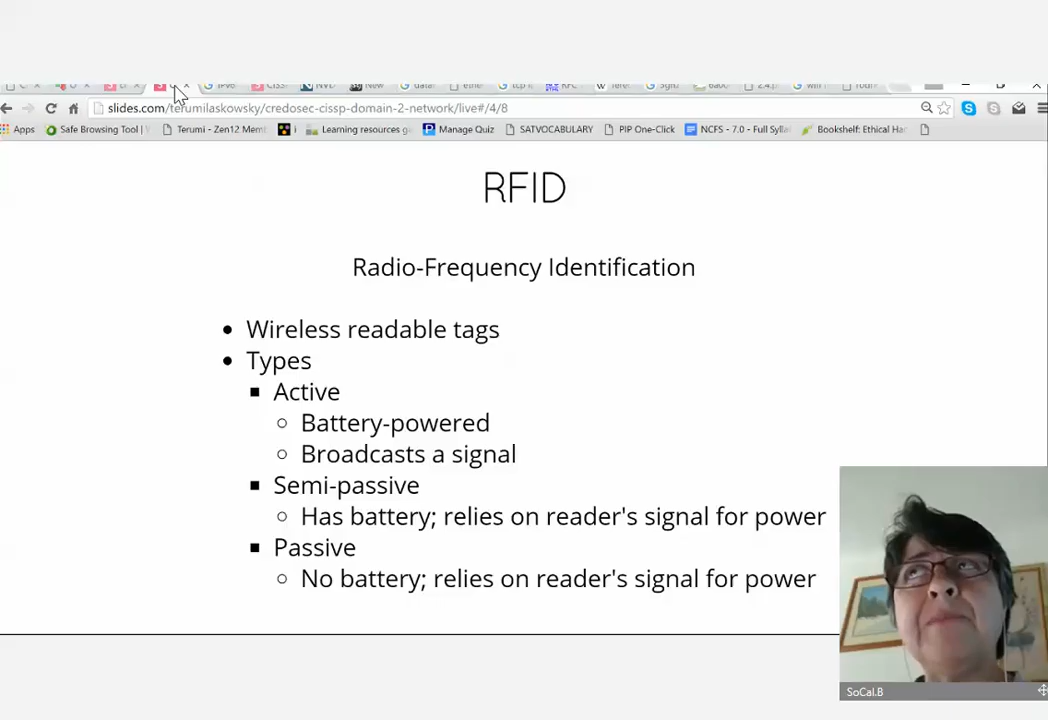 slides.com/terumilaskowsky/credosec-cissp-domain-2-network/live#/4/8
Apps Safe Browsing Tool | Terumi - Zen12 Mem Learning resources Manage Quiz SATVOCABULARY PIP One-Click NCFS - 7.0 - Full Sylla Bookshelf: Ethical Ha
RFID
Radio-Frequency Identification
Wireless readable tags
Types
Active
Battery-powered
Broadcasts a signal
Semi-passive
Has battery; relies on reader's signal for power
Passive
No battery; relies on reader's signal for power
SoCal.B